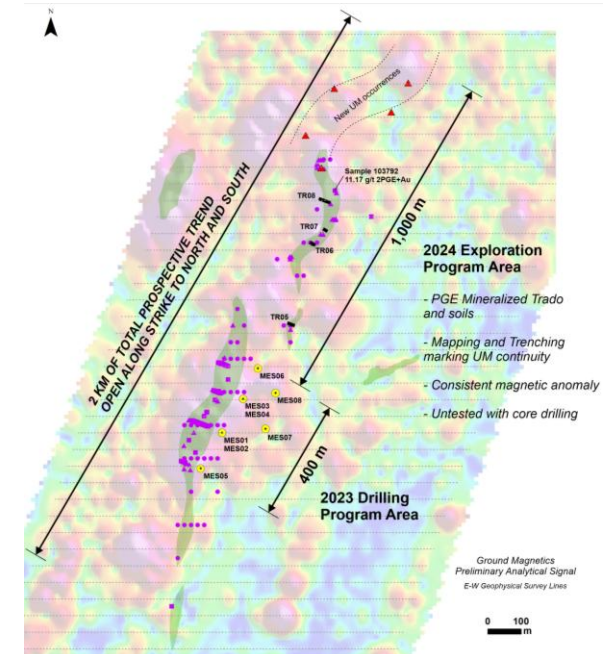 N
New UM occurrences
Sample 103792
11.17 g/t 2PGE+Au
TR08
TR07
TR06
TR05
1,000 m
2 KM OF TOTAL PROSPECTIVE TREND
OPEN ALONG STRIKE TO NORTH AND SOUTH
2024 Exploration
Program Area
- PGE Mineralized Trado
and soils
- Mapping and Trenching
marking UM continuity
- Consistent magnetic anomaly
- Untested with core drilling
MES06
MES08
MES03
MES04
MES07
MES01
MES02
MES05
400 m
2023 Drilling
Program Area
Ground Magnetics
Preliminary Analytical Signal
E-W Geophysical Survey Lines
0 100
m